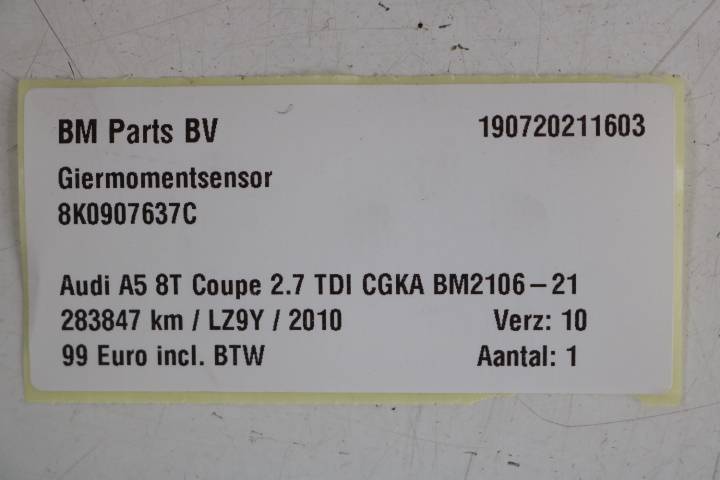 BM Parts BV 190720211603
Giermomentsensor
8K0907637C
Audi A5 8T Coupe 2.7 TDI CGKA BM2106-21
283847 km / LZ9Y / 2010 Verz: 10
99 Euro incl. BTW Aantal: 1